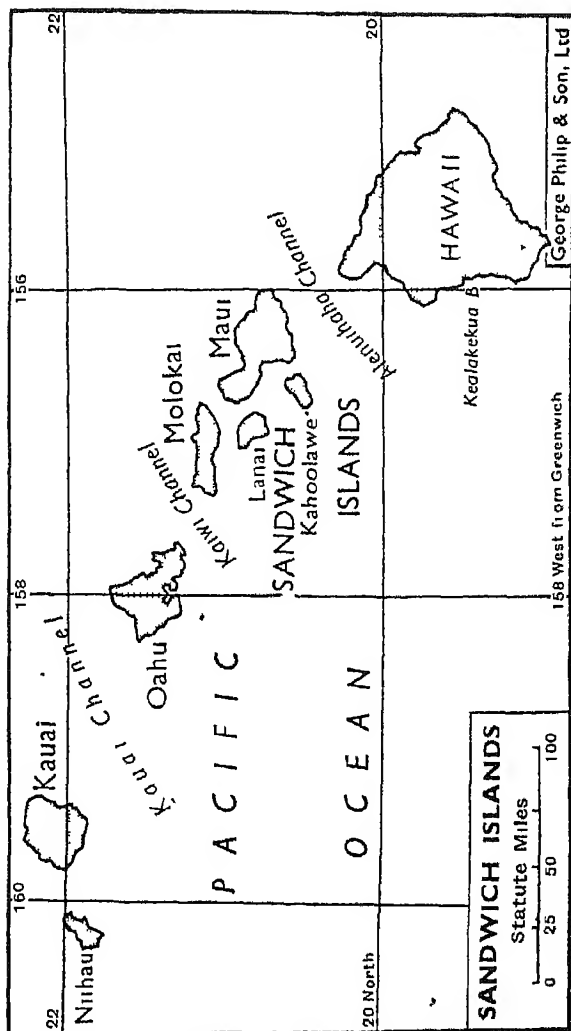 160
158
156
22
22
Niihau
Kauai
Kauai Channel
Oahu
Kaiwi Channel
Molokai
Maui
Lanai
SANDWICH
Kahoolawe
ISLANDS
Alenuihaha Channel
PACIFIC
OCEAN
20 North
20
HAWAII
Kealakekua B
158 West from Greenwich
SANDWICH ISLANDS
Statute Miles
0 25 50 100
George Philip & Son, Ltd